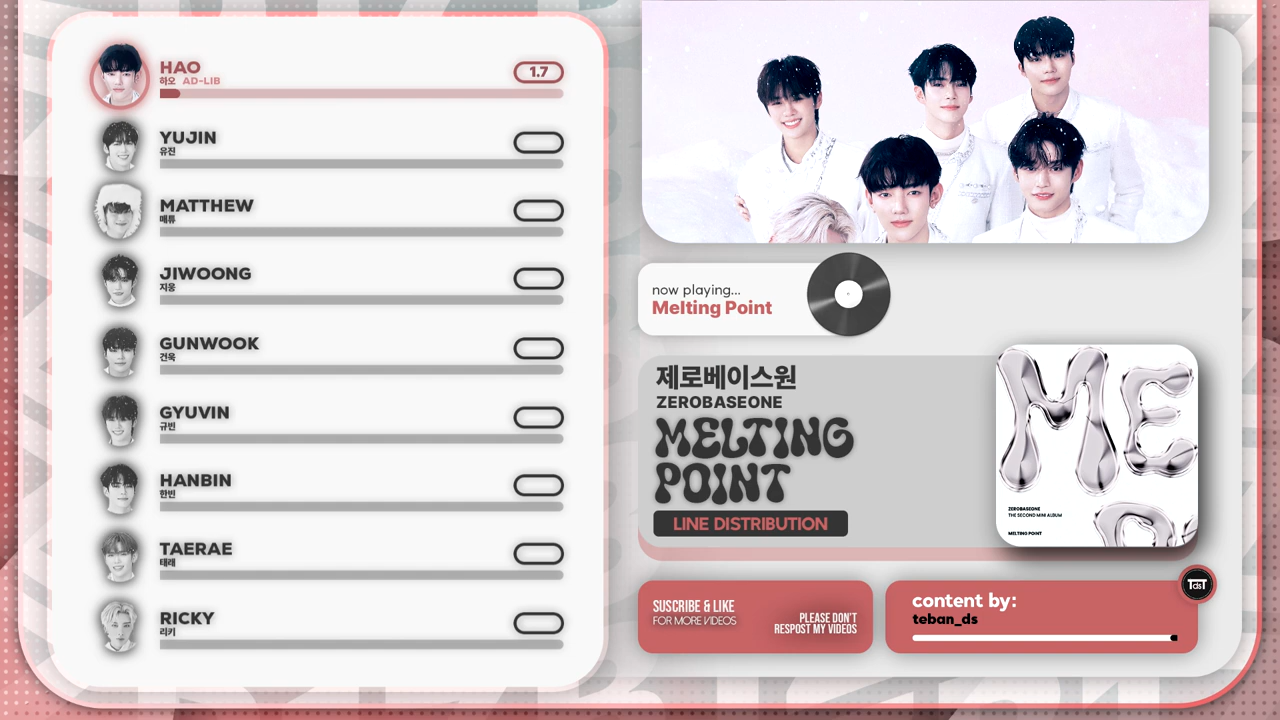 HAO
하오 AD-LIB
1.7
YUJIN
유진
MATTHEW
매튜
JIWOONG
지웅
GUNWOOK
건욱
GYUVIN
규빈
HANBIN
한빈
TAERAE
태래
RICKY
리키
now playing...
Melting Point
제로베이스원
ZEROBASEONE
MELTING
POINT
LINE DISTRIBUTION
ME
ZEROBASEONE
THE SECOND MINI ALBUM
MELTING POINT
SUSCRIBE & LIKE
FOR MORE VIDEOS
PLEASE DON'T
RESPOST MY VIDEOS
content by:
teban_ds
TdsT